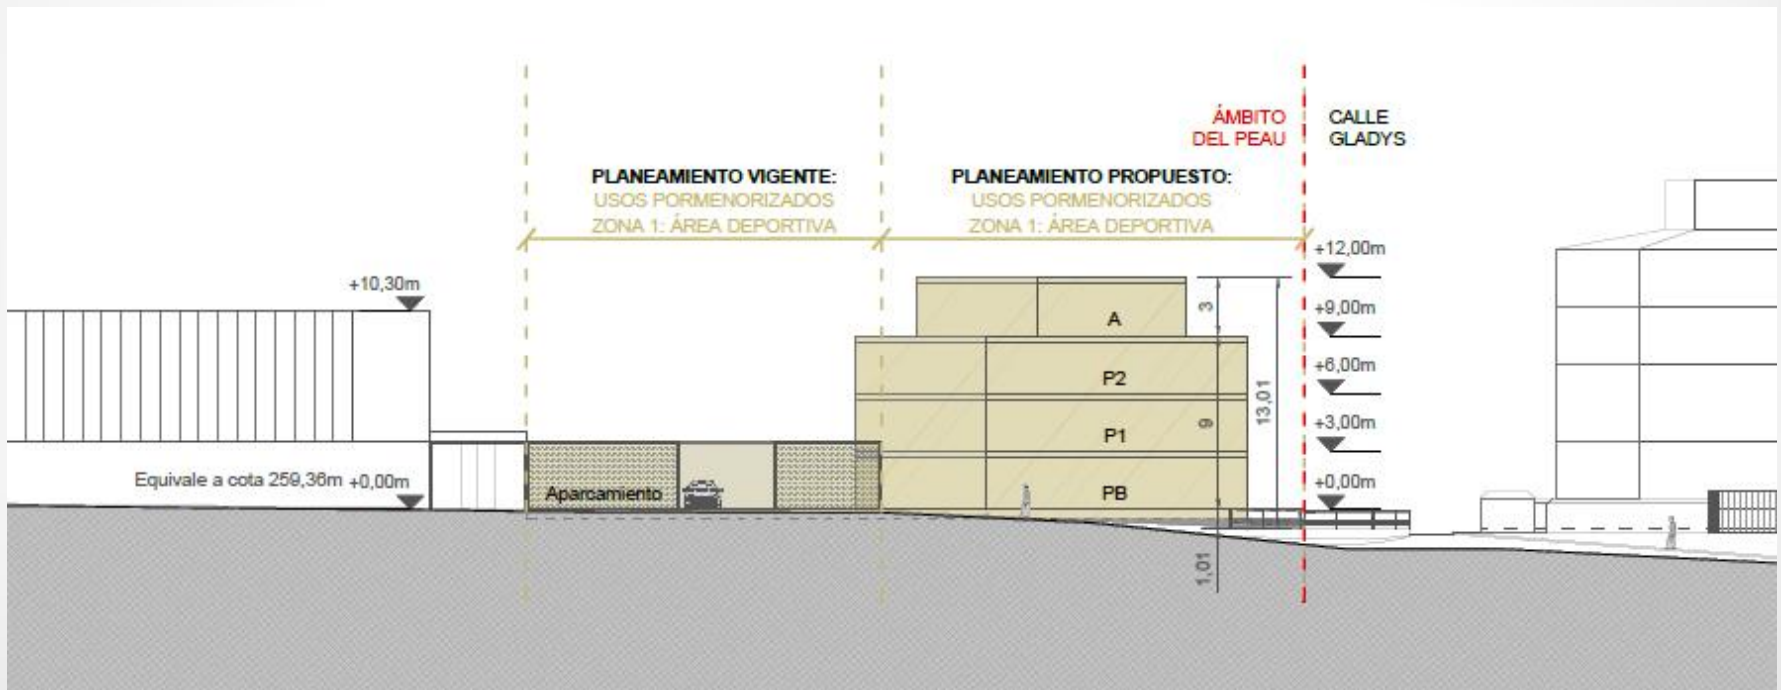 ÁMBITO
DEL PEAU
CALLE
GLADYS
PLANEAMIENTO VIGENTE:
USOS PORMENORIZADOS
ZONA 1: ÁREA DEPORTIVA
PLANEAMIENTO PROPUESTO:
USOS PORMENORIZADOS
ZONA 1: ÁREA DEPORTIVA
+12,00m
+10,30m
+9,00m
+6,00m
+3,00m
+0,00m
A
P2
P1
PB
3
9
13,01
1,01
Equivale a cota 259,36m +0,00m
Aparcamiento